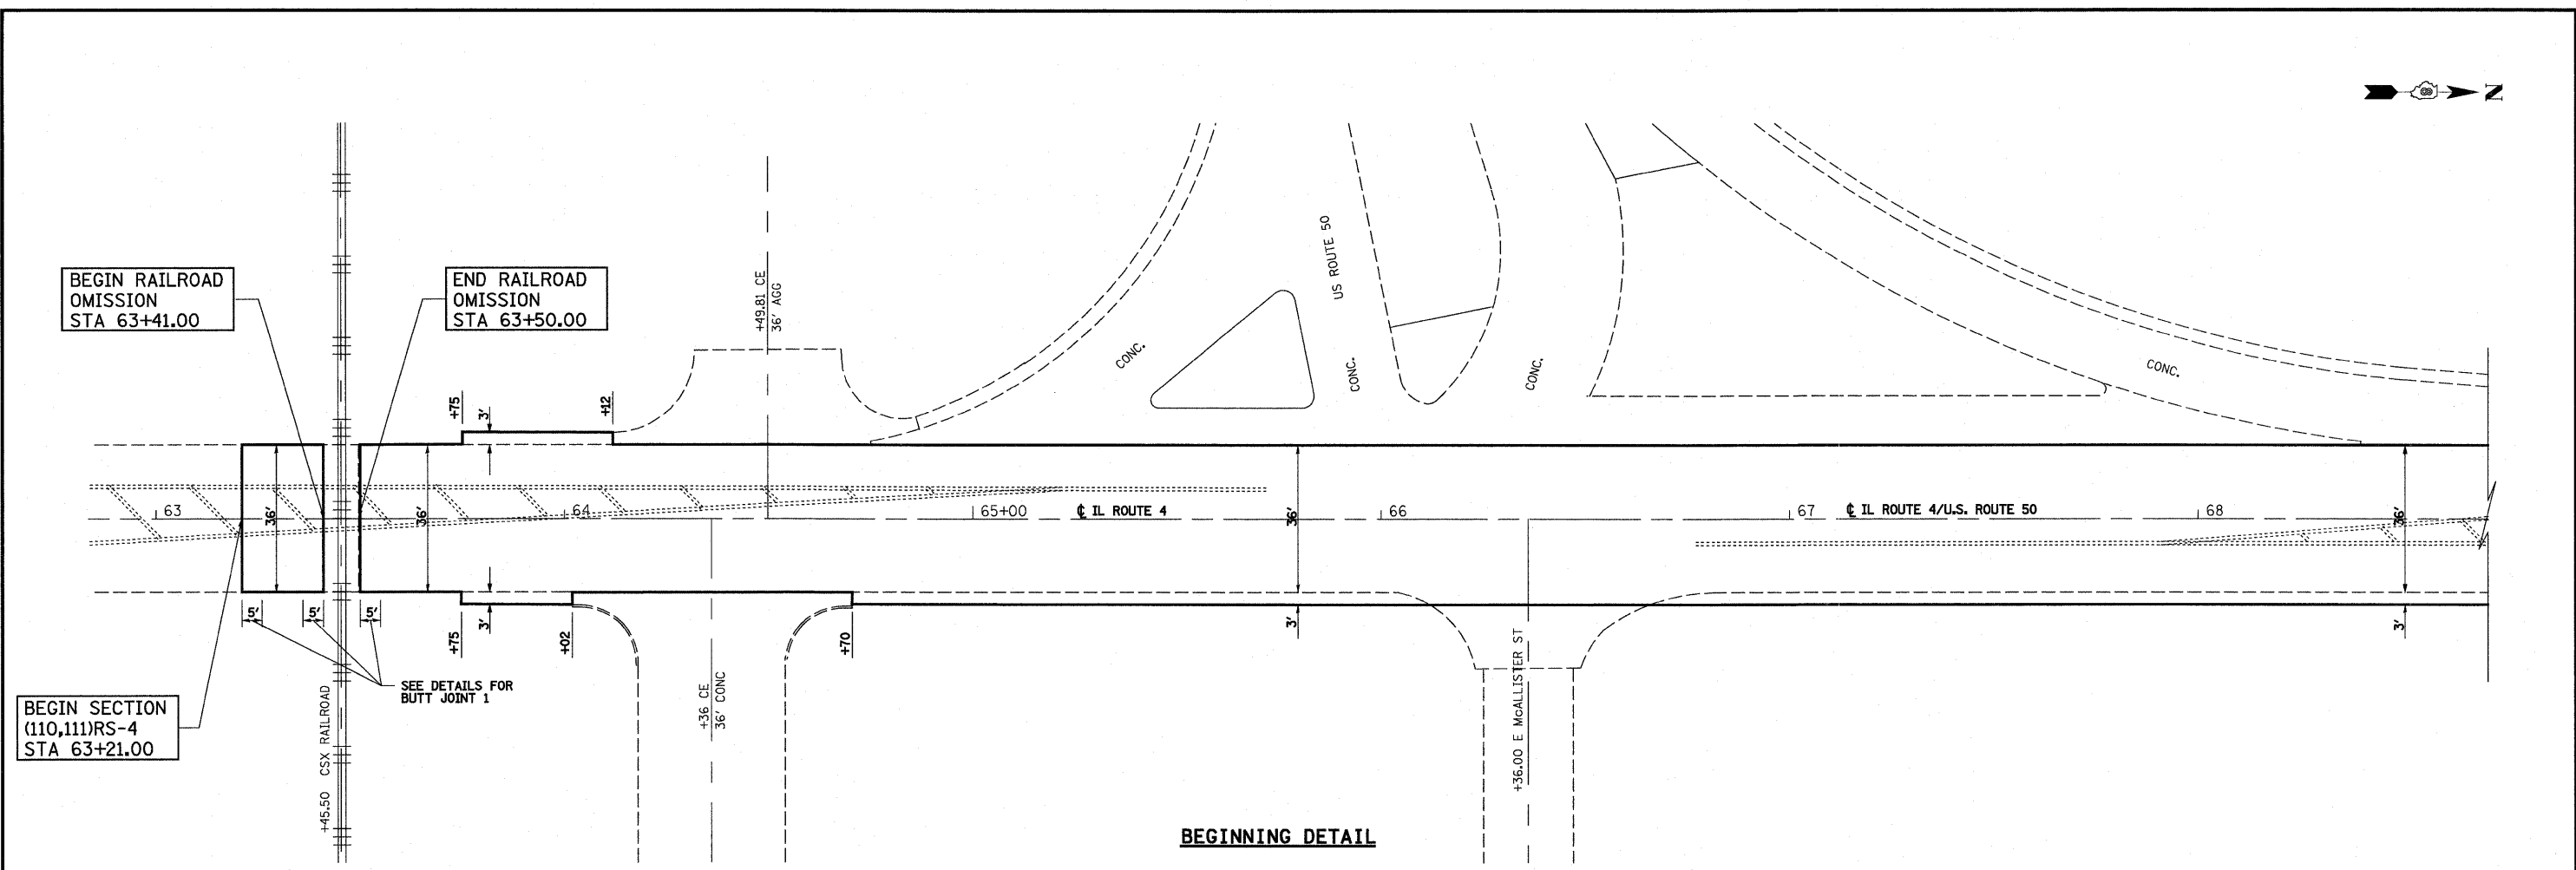 N
BEGIN RAILROAD
OMISSION
STA 63+41.00
END RAILROAD
OMISSION
STA 63+50.00
+49.81 CE
36' AGG
US ROUTE 50
CONC.
CONC.
CONC.
CONC.
+75
3'
+12
63
64
65+00
℄ IL ROUTE 4
66
67
℄ IL ROUTE 4/U.S. ROUTE 50
68
36'
36'
36'
36'
5'
5'
5'
+75
3'
+02
+70
3'
3'
SEE DETAILS FOR
BUTT JOINT 1
BEGIN SECTION
(110,111)RS-4
STA 63+21.00
+45.50 CSX RAILROAD
+36 CE
36' CONC
+36.00 E McALLISTER ST
BEGINNING DETAIL